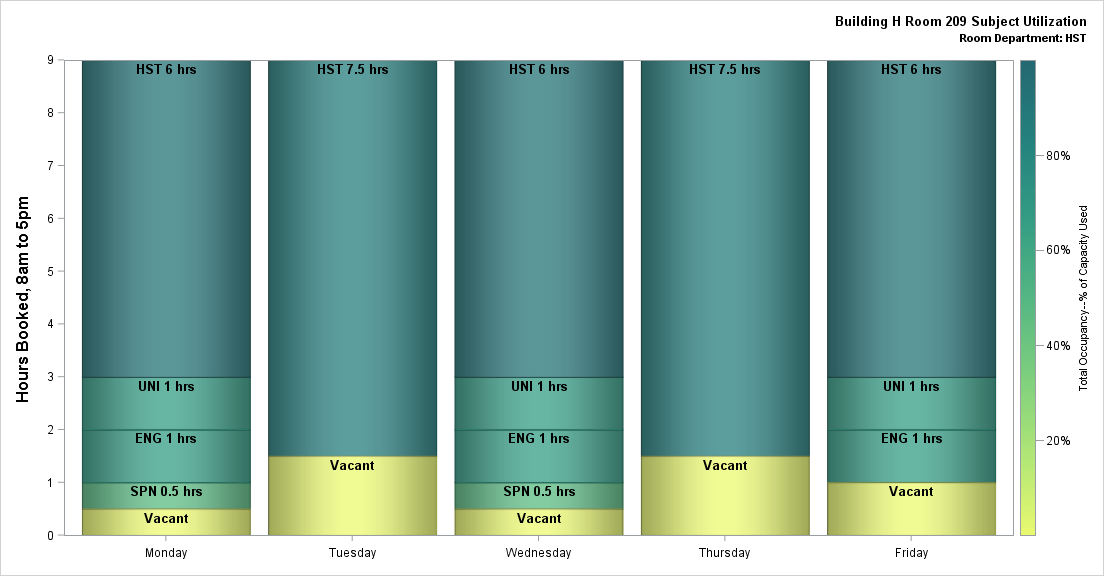 Building H Room 209 Subject Utilization
Room Department: HST
Hours Booked, 8am to 5pm
9
8
7
6
5
4
3
2
1
0
HST 6 hrs
UNI 1 hrs
ENG 1 hrs
SPN 0.5 hrs
Vacant
HST 7.5 hrs
Vacant
HST 6 hrs
UNI 1 hrs
ENG 1 hrs
SPN 0.5 hrs
Vacant
HST 7.5 hrs
Vacant
HST 6 hrs
UNI 1 hrs
ENG 1 hrs
Vacant
Monday
Tuesday
Wednesday
Thursday
Friday
80%
60%
40%
20%
Total Occupancy--% of Capacity Used